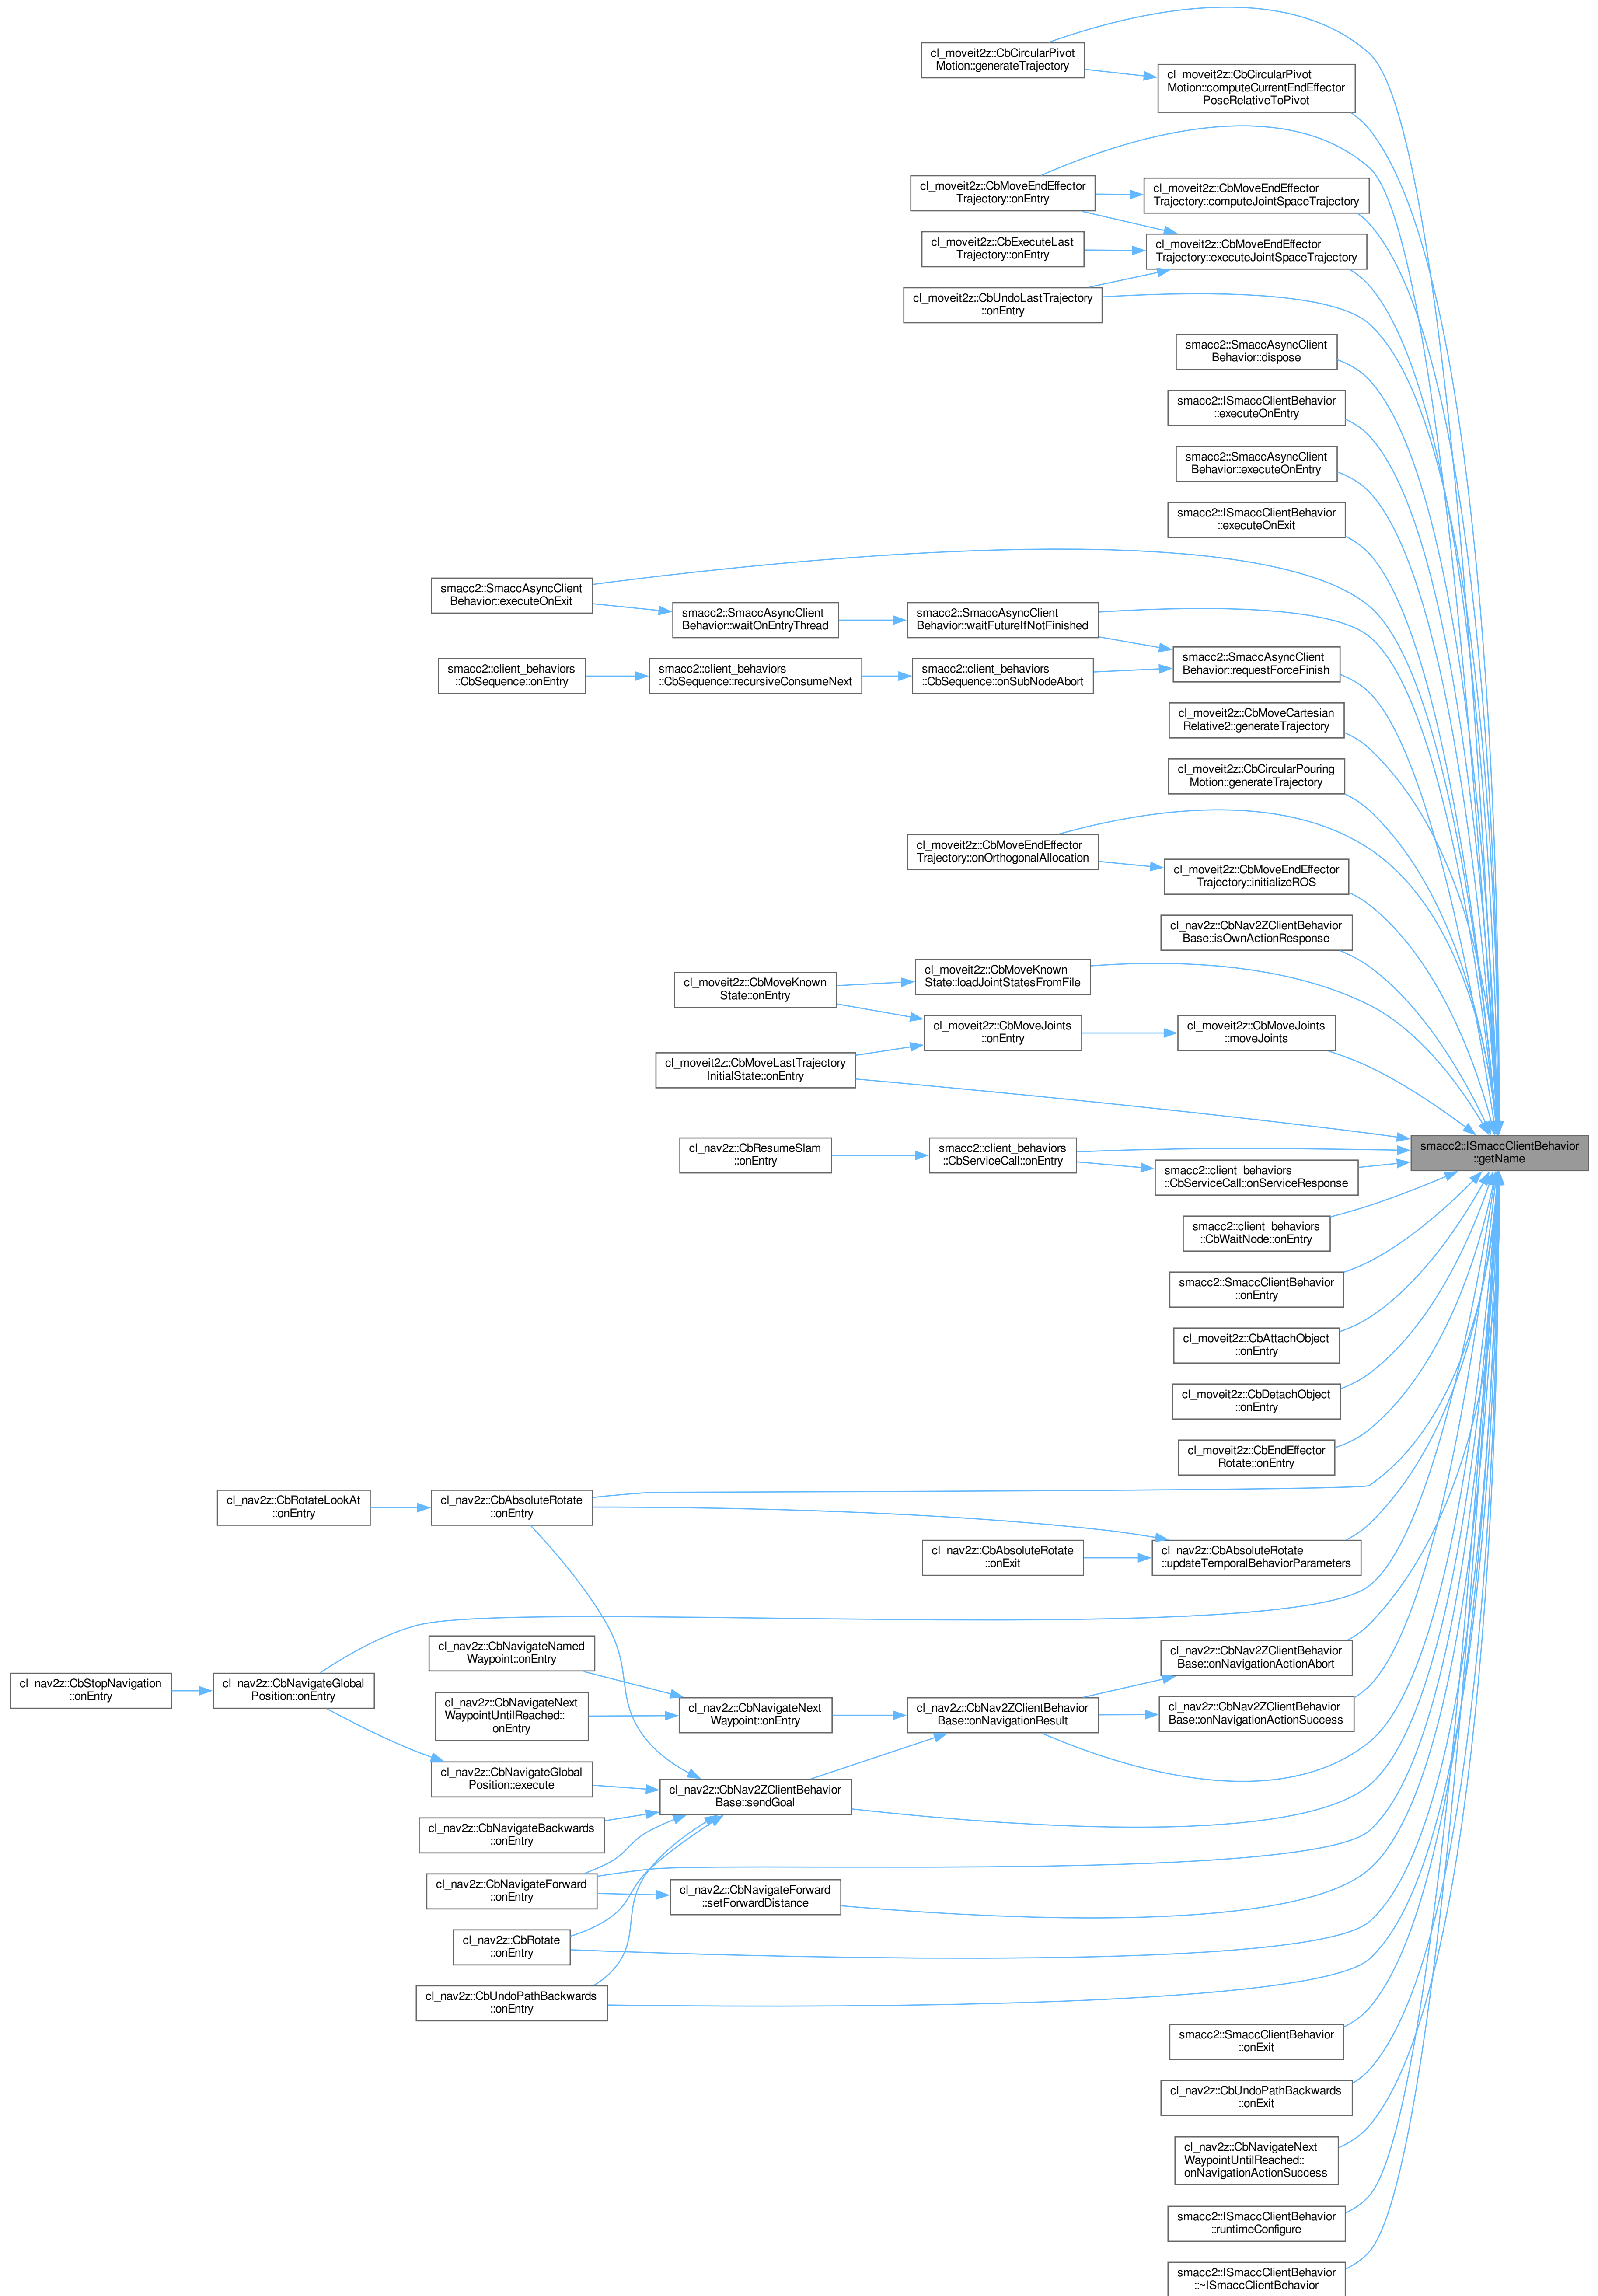 cl_moveit2z::CbCircularPivot
Motion::generateTrajectory
cl_moveit2z::CbCircularPivot
Motion::computeCurrentEndEffector
PoseRelativeToPivot
cl_moveit2z::CbMoveEndEffector
Trajectory::onEntry
cl_moveit2z::CbMoveEndEffector
Trajectory::computeJointSpaceTrajectory
cl_moveit2z::CbExecuteLast
Trajectory::onEntry
cl_moveit2z::CbMoveEndEffector
Trajectory::executeJointSpaceTrajectory
cl_moveit2z::CbUndoLastTrajectory
::onEntry
smacc2::SmaccAsyncClient
Behavior::dispose
smacc2::ISmaccClientBehavior
::executeOnEntry
smacc2::SmaccAsyncClient
Behavior::executeOnEntry
smacc2::ISmaccClientBehavior
::executeOnExit
smacc2::SmaccAsyncClient
Behavior::executeOnExit
smacc2::SmaccAsyncClient
Behavior::waitOnEntryThread
smacc2::SmaccAsyncClient
Behavior::waitFutureIfNotFinished
smacc2::client_behaviors
::CbSequence::onEntry
smacc2::client_behaviors
::CbSequence::recursiveConsumeNext
smacc2::client_behaviors
::CbSequence::onSubNodeAbort
smacc2::SmaccAsyncClient
Behavior::requestForceFinish
cl_moveit2z::CbMoveCartesian
Relative2::generateTrajectory
cl_moveit2z::CbCircularPouring
Motion::generateTrajectory
cl_moveit2z::CbMoveEndEffector
Trajectory::onOrthogonalAllocation
cl_moveit2z::CbMoveEndEffector
Trajectory::initializeROS
cl_nav2z::CbNav2ZClientBehavior
Base::isOwnActionResponse
cl_moveit2z::CbMoveKnown
State::onEntry
cl_moveit2z::CbMoveKnown
State::loadJointStatesFromFile
cl_moveit2z::CbMoveJoints
::onEntry
cl_moveit2z::CbMoveJoints
::moveJoints
cl_moveit2z::CbMoveLastTrajectory
InitialState::onEntry
smacc2::ISmaccClientBehavior
::getName
cl_nav2z::CbResumeSlam
::onEntry
smacc2::client_behaviors
::CbServiceCall::onEntry
smacc2::client_behaviors
::CbServiceCall::onServiceResponse
smacc2::client_behaviors
::CbWaitNode::onEntry
smacc2::SmaccClientBehavior
::onEntry
cl_moveit2z::CbAttachObject
::onEntry
cl_moveit2z::CbDetachObject
::onEntry
cl_moveit2z::CbEndEffector
Rotate::onEntry
cl_nav2z::CbRotateLookAt
::onEntry
cl_nav2z::CbAbsoluteRotate
::onEntry
cl_nav2z::CbAbsoluteRotate
::onExit
cl_nav2z::CbAbsoluteRotate
::updateTemporalBehaviorParameters
cl_nav2z::CbNavigateNamed
Waypoint::onEntry
cl_nav2z::CbNav2ZClientBehavior
Base::onNavigationActionAbort
cl_nav2z::CbStopNavigation
::onEntry
cl_nav2z::CbNavigateGlobal
Position::onEntry
cl_nav2z::CbNavigateNext
WaypointUntilReached::
onEntry
cl_nav2z::CbNavigateNext
Waypoint::onEntry
cl_nav2z::CbNav2ZClientBehavior
Base::onNavigationResult
cl_nav2z::CbNav2ZClientBehavior
Base::onNavigationActionSuccess
cl_nav2z::CbNavigateGlobal
Position::execute
cl_nav2z::CbNav2ZClientBehavior
Base::sendGoal
cl_nav2z::CbNavigateBackwards
::onEntry
cl_nav2z::CbNavigateForward
::onEntry
cl_nav2z::CbNavigateForward
::setForwardDistance
cl_nav2z::CbRotate
::onEntry
cl_nav2z::CbUndoPathBackwards
::onEntry
smacc2::SmaccClientBehavior
::onExit
cl_nav2z::CbUndoPathBackwards
::onExit
cl_nav2z::CbNavigateNext
WaypointUntilReached::
onNavigationActionSuccess
smacc2::ISmaccClientBehavior
::runtimeConfigure
smacc2::ISmaccClientBehavior
::~ISmaccClientBehavior